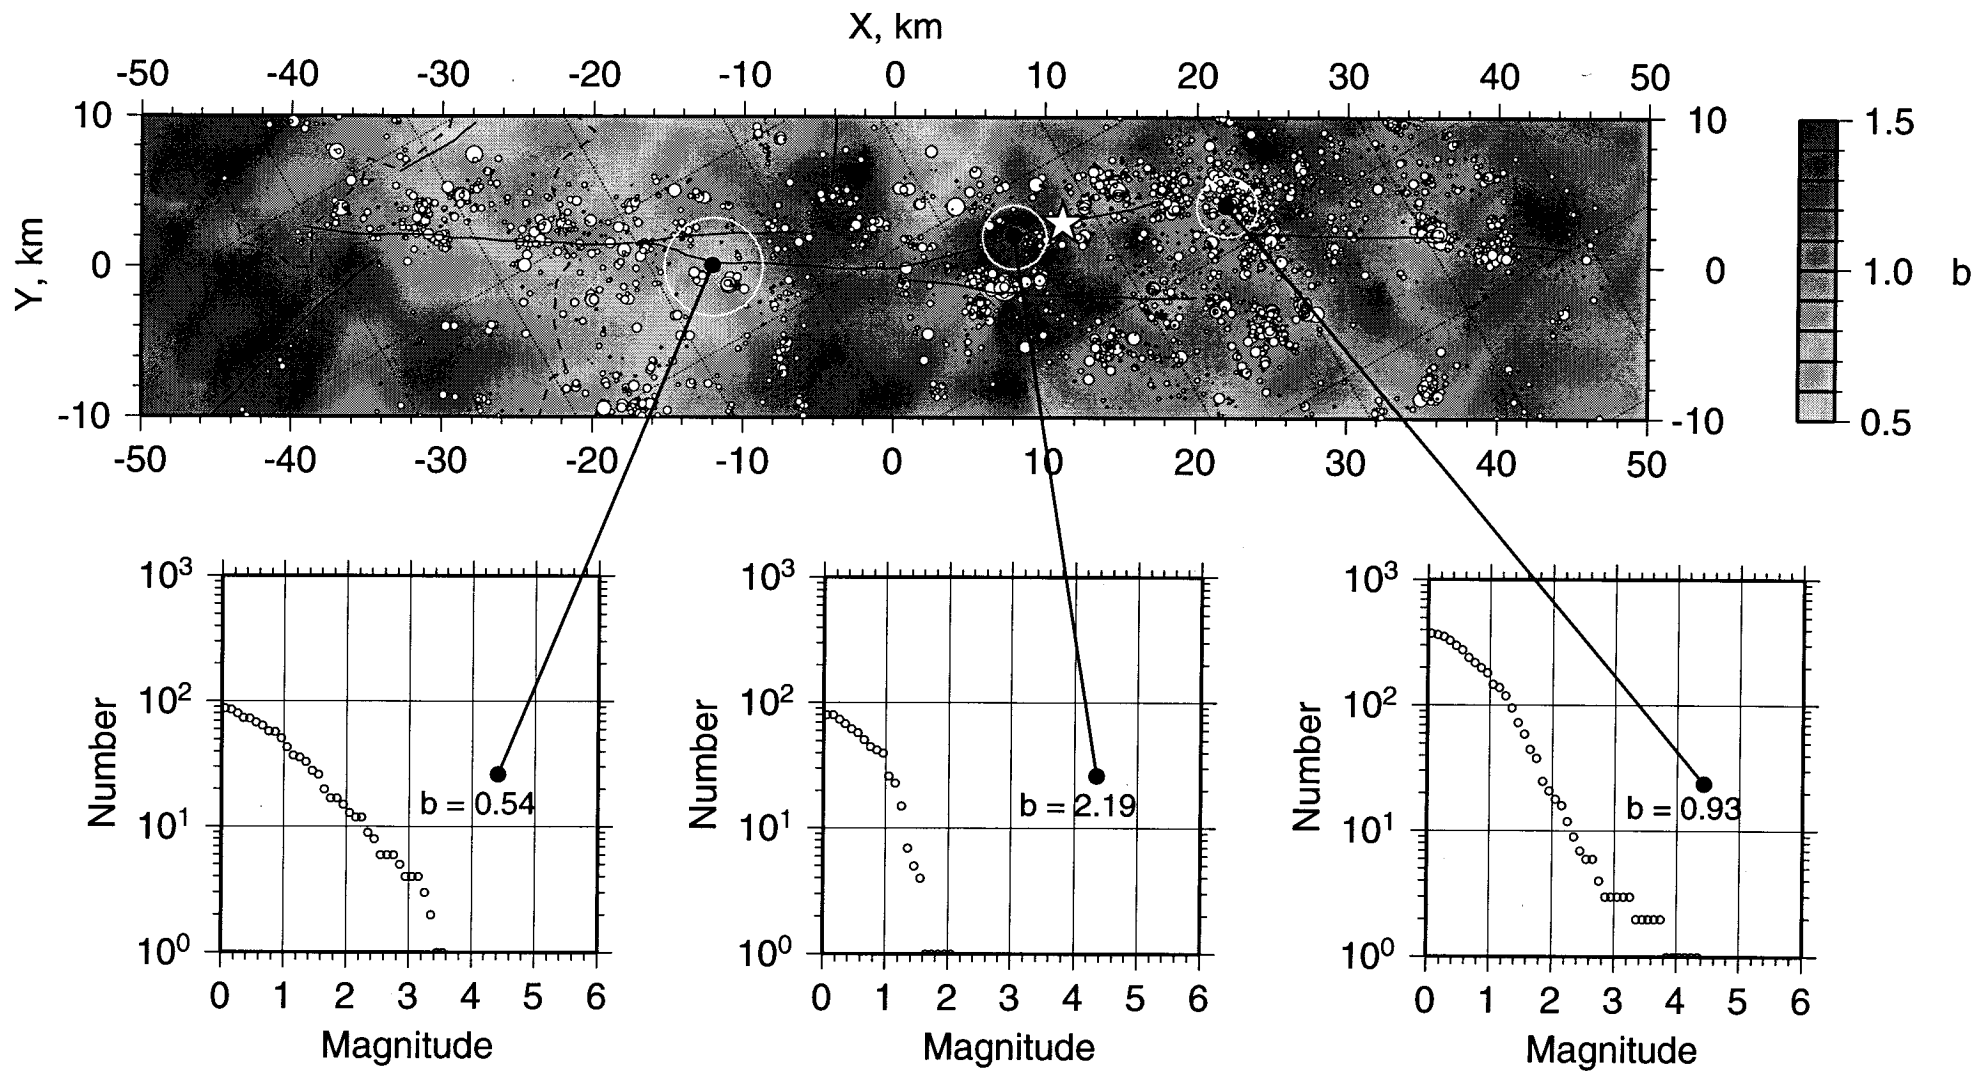 X, km
-50 -40 -30 -20 -10 0 10 20 30 40 50
10 10 1.5
Y, km 0 0 1.0 b
-10 -10 0.5
-50 -40 -30 -20 -10 0 10 20 30 40 50
10³ 10³ 10³
10² 10² 10²
Number Number Number
b = 0.54 b = 2.19 b = 0.93
10¹ 10¹ 10¹
10⁰ 10⁰ 10⁰
0 1 2 3 4 5 6 0 1 2 3 4 5 6 0 1 2 3 4 5 6
Magnitude Magnitude Magnitude